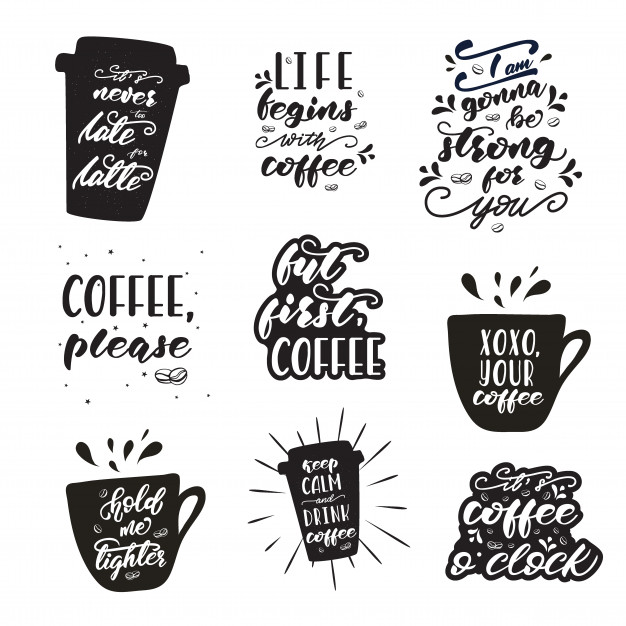 it's
never
too
late
for
latte
LIFE
begins
with
coffee
I am
gonna
be
strong
for
you
COFFEE,
please
but
first,
COFFEE
XOXO,
YOUR
coffee
hold
me
tighter
keep
CALM
and
DRINK
coffee
it's
coffee
o'clock